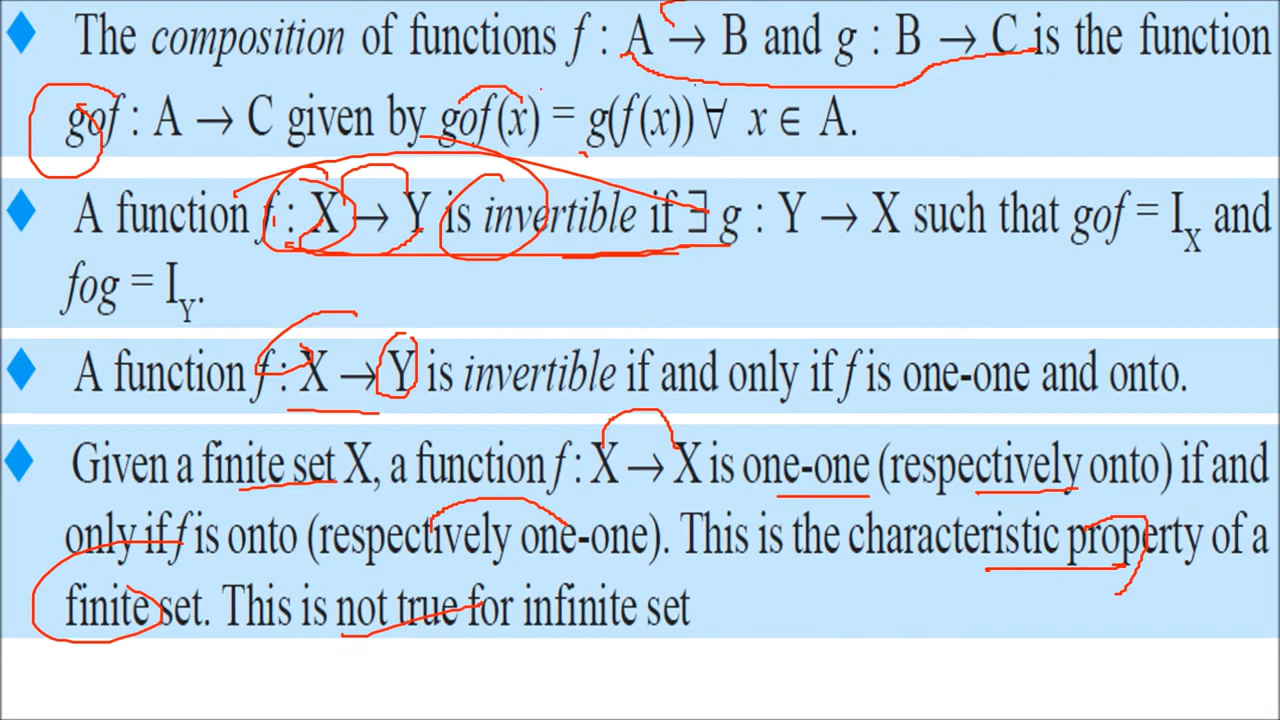 The composition of functions f : A → B and g : B → C is the function
gof : A → C given by gof(x) = g(f(x)) ∀ x ∈ A.
A function f : X → Y is invertible if ∃ g : Y → X such that gof = I_X and
fog = I_Y.
A function f : X → Y is invertible if and only if f is one-one and onto.
Given a finite set X, a function f : X → X is one-one (respectively onto) if and
only if f is onto (respectively one-one). This is the characteristic property of a
finite set. This is not true for infinite set